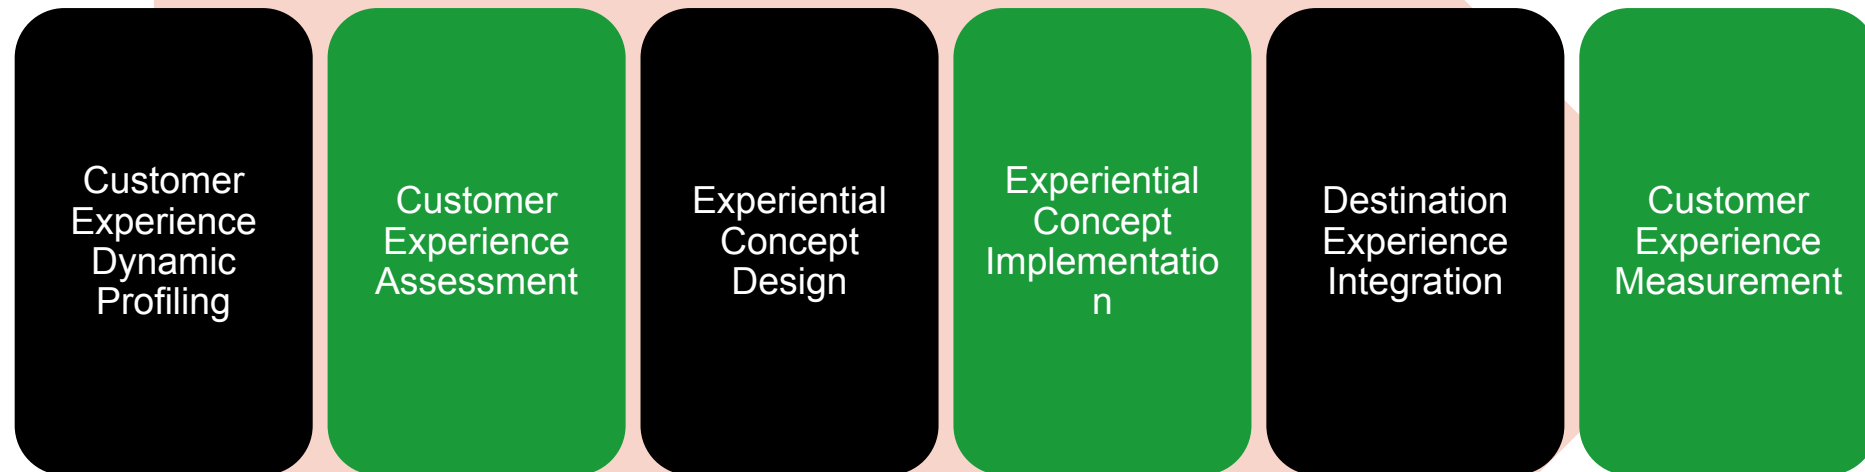 Customer
Experience
Dynamic
Profiling
Customer
Experience
Assessment
Experiential
Concept
Design
Experiential
Concept
Implementatio
n
Destination
Experience
Integration
Customer
Experience
Measurement